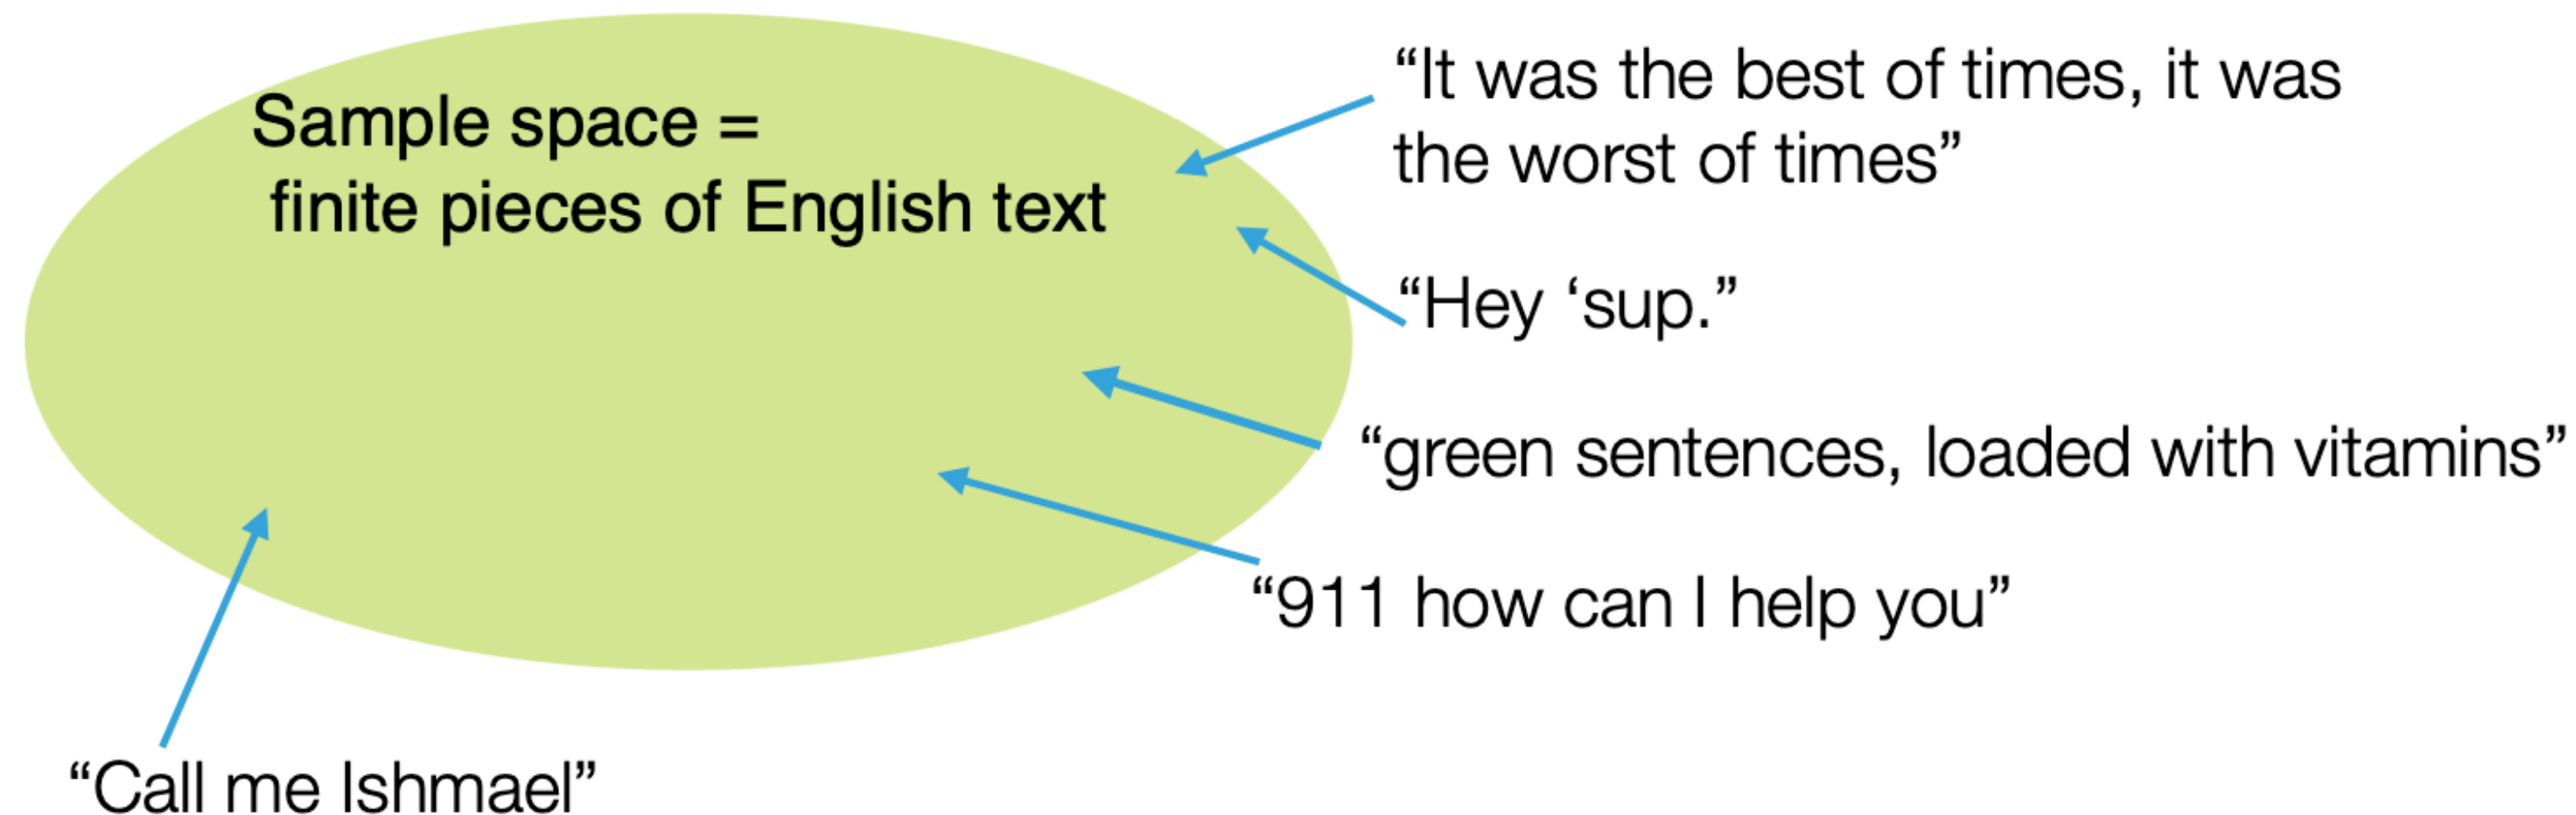 Sample space =
finite pieces of English text
“It was the best of times, it was
the worst of times”
“Hey ‘sup.”
“green sentences, loaded with vitamins”
“911 how can I help you”
“Call me Ishmael”